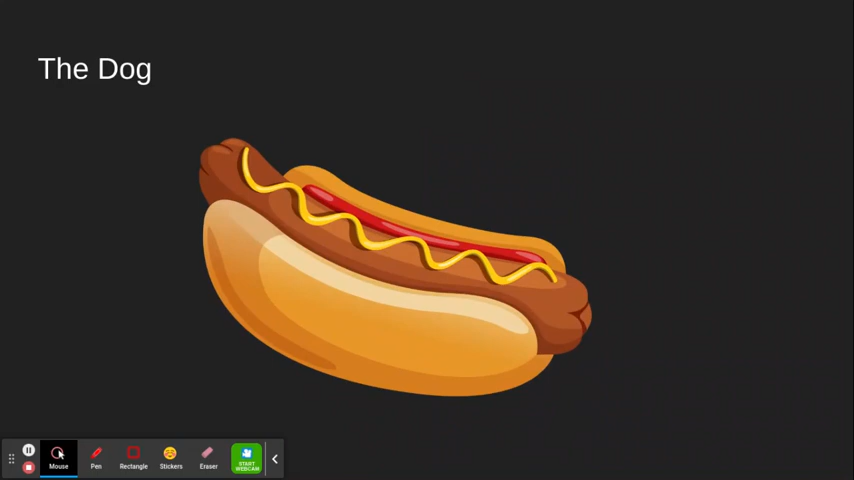 The Dog
Mouse
Pen
Rectangle
Stickers
Eraser
START
WEBCAM